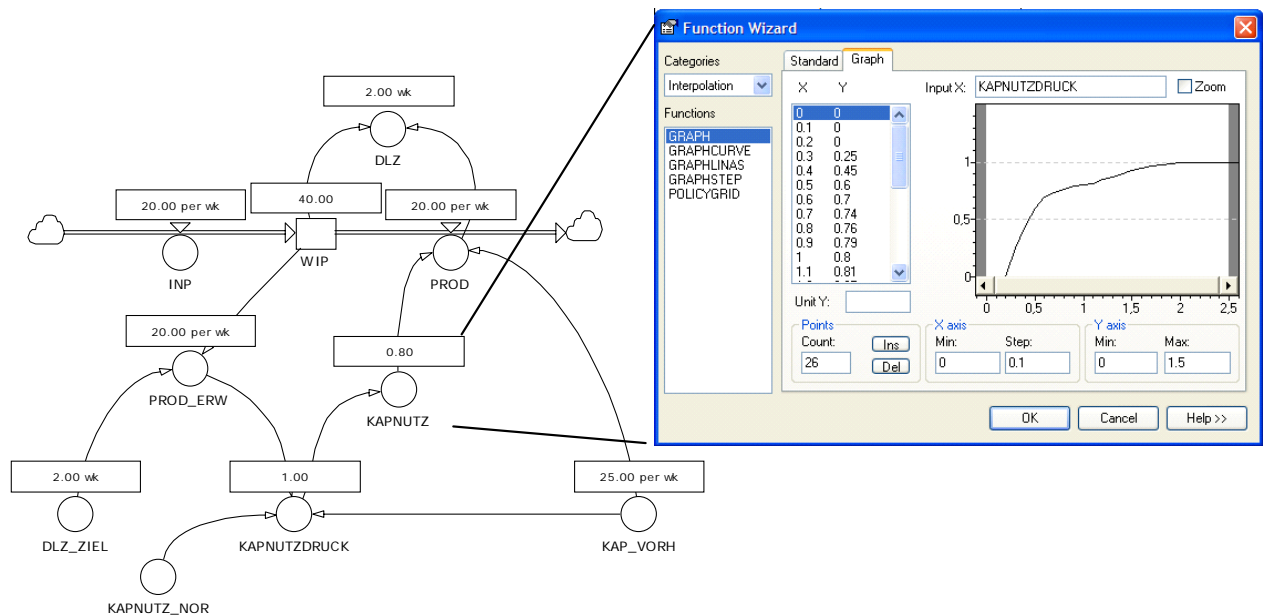 2.00 wk
DLZ
20.00 per wk
40.00
20.00 per wk
INP
WIP
PROD
20.00 per wk
PROD_ERW
0.80
KAPNUTZ
2.00 wk
1.00
25.00 per wk
DLZ_ZIEL
KAPNUTZDRUCK
KAP_VORH
KAPNUTZ_NOR
Function Wizard
Categories
Interpolation
Functions
GRAPH
GRAPHCURVE
GRAPHLINAS
GRAPHSTEP
POLICYGRID
Standard Graph
X Y
0 0
0.1 0
0.2 0
0.3 0.25
0.4 0.45
0.5 0.6
0.6 0.7
0.7 0.74
0.8 0.76
0.9 0.79
1 0.8
1.1 0.81
Unit Y:
Input X: KAPNUTZDRUCK Zoom
1
0,5
0
0 0,5 1 1,5 2 2,5
Points
Count:
26
Ins
Del
X axis
Min: Step:
0 0.1
Y axis
Min: Max:
0 1.5
OK Cancel Help >>